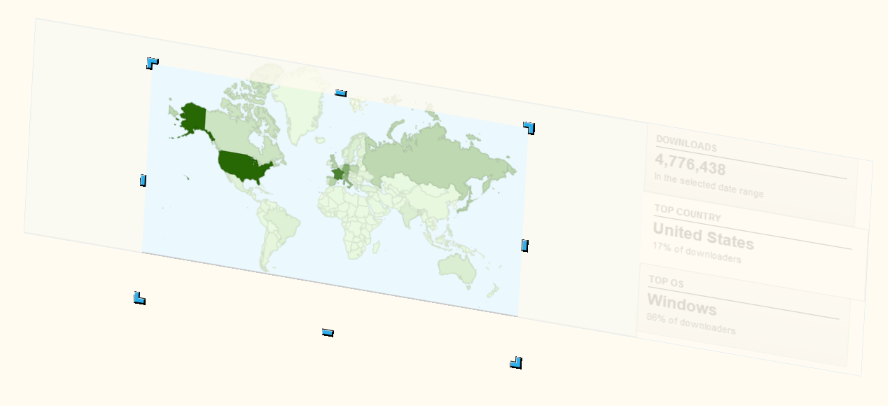 DOWNLOADS
4,776,438
In the selected date range
TOP COUNTRY
United States
17% of downloaders
TOP OS
Windows
66% of downloaders